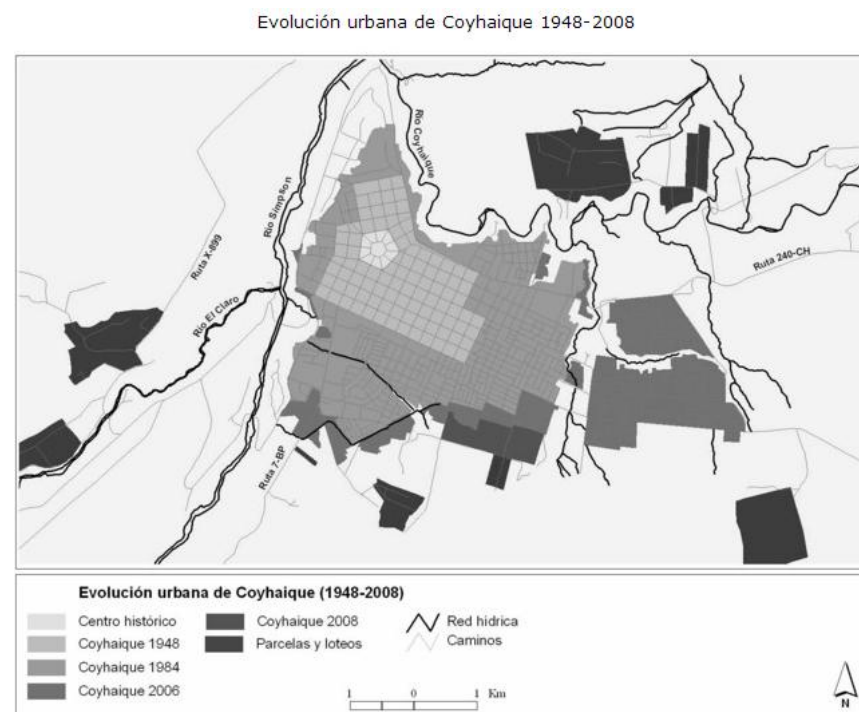 Evolución urbana de Coyhaique 1948-2008
Río Coyhaique
Río Simpson
Ruta X-899
Río El Claro
Ruta 240-CH
Ruta 7-BP
Evolución urbana de Coyhaique (1948-2008)
Centro histórico
Coyhaique 1948
Coyhaique 1984
Coyhaique 2006
Coyhaique 2008
Parcelas y loteos
Red hídrica
Caminos
1 0 1 Km
N